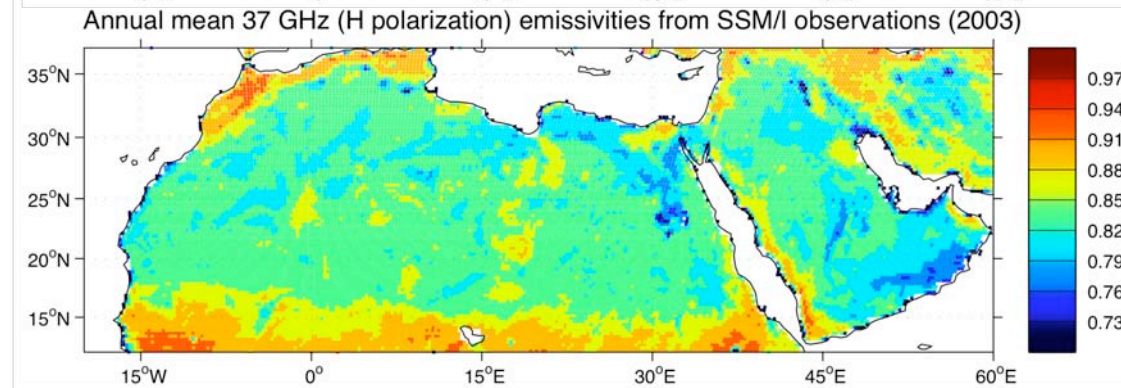 Annual mean 37 GHz (H polarization) emissivities from SSM/I observations (2003)
35°N
30°N
25°N
20°N
15°N
15°W
0°
15°E
30°E
45°E
60°E
0.97
0.94
0.91
0.88
0.85
0.82
0.79
0.76
0.73